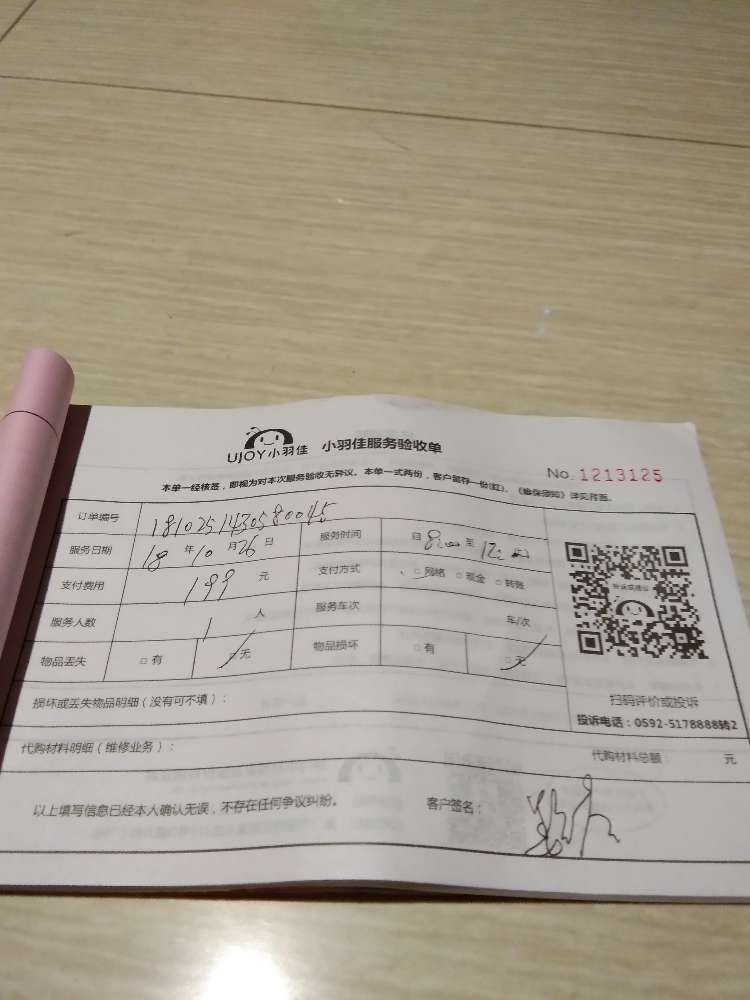 UJOY小羽佳 小羽佳服务验收单
No. 1213125
本单一经核签，即视为对本次服务验收无异议。本单一式两份，客户留存一份(红)。《维保须知》详见背面。
订单编号 1810251430580045
服务日期 18 年 10 月 26 日 服务时间 自 8:00 至 12:00
支付费用 199 元 支付方式 □ 网络 □ 现金 □ 转账
服务人数 1 人 服务车次 车/次
物品丢失 □ 有 □ 无 物品损坏 □ 有 □ 无
扫码评价或投诉
投诉电话：0592-5178888转2
损坏或丢失物品明细（没有可不填）：
代购材料明细（维修业务）： 代购材料总额 元
以上填写信息已经本人确认无误，不存在任何争议纠纷。 客户签名：